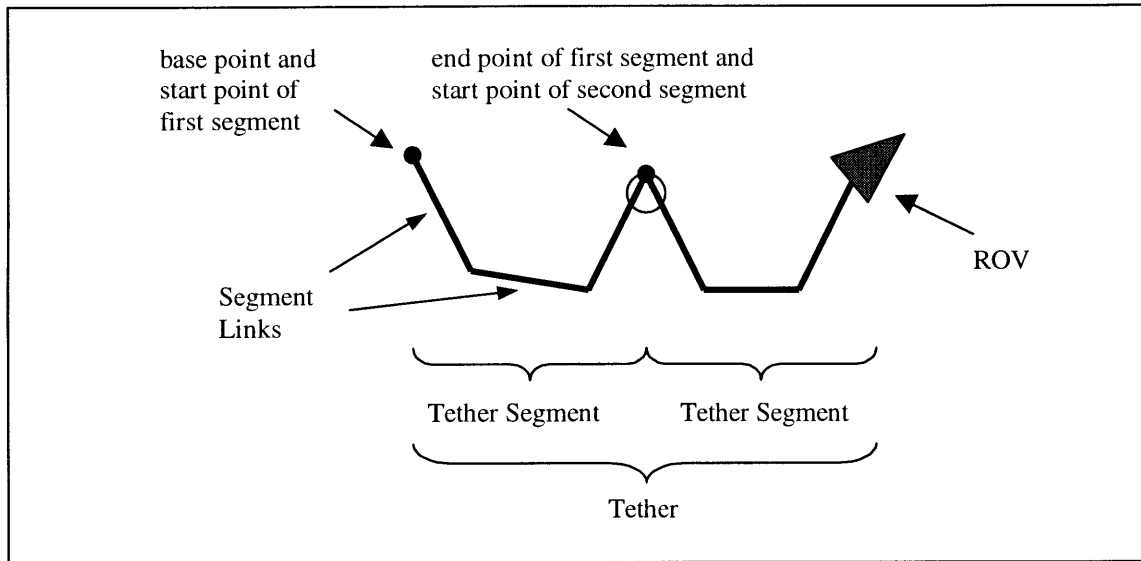 base point and
start point of
first segment
end point of first segment and
start point of second segment
ROV
Segment
Links
Tether Segment
Tether Segment
Tether